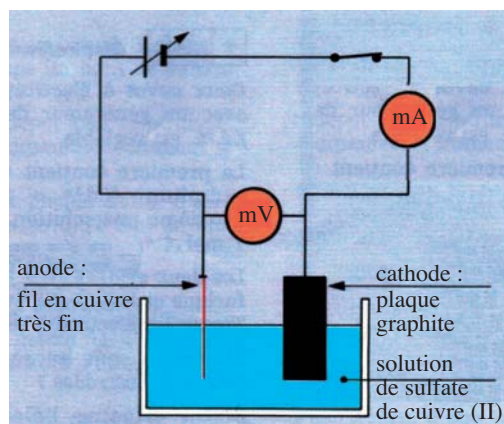 mA
mV
anode :
fil en cuivre
très fin
cathode :
plaque
graphite
solution
de sulfate
de cuivre (II)